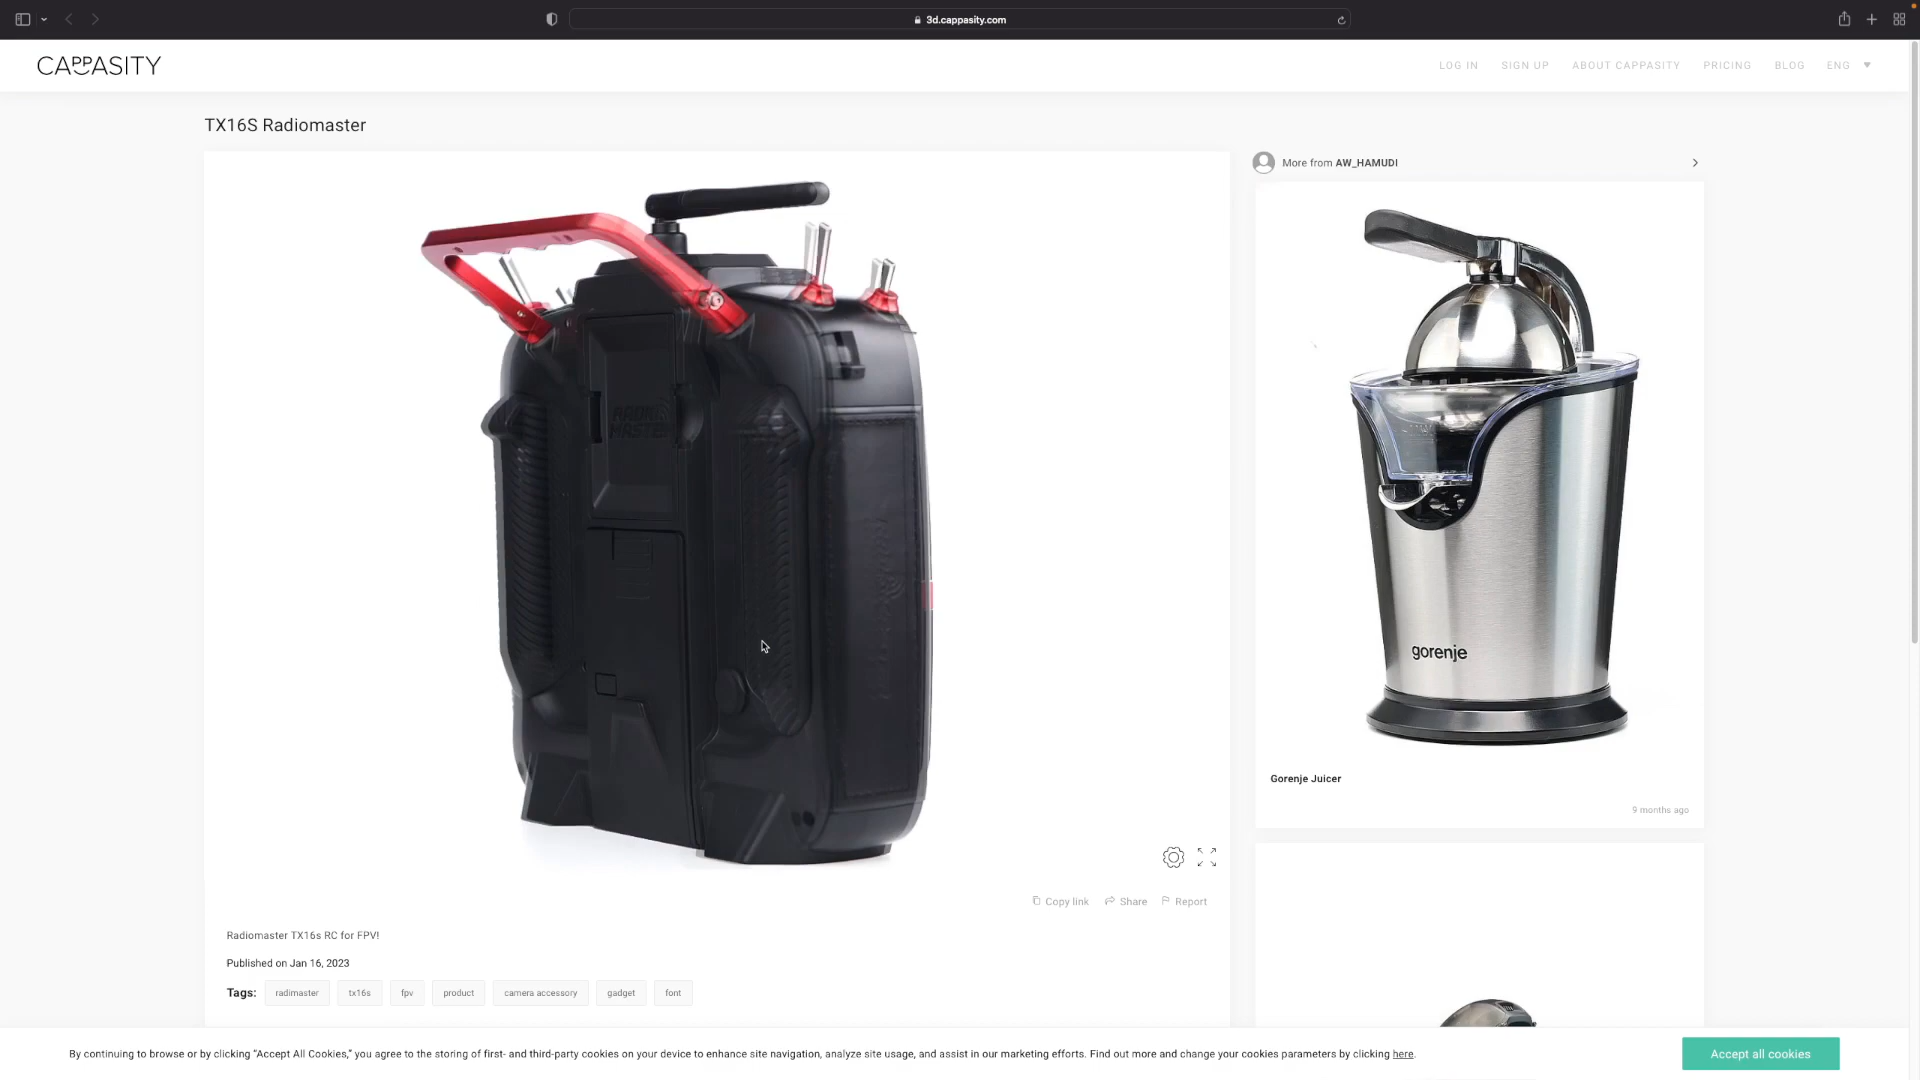 3d.cappasity.com
CAPPASITY
LOG IN
SIGN UP
ABOUT CAPPASITY
PRICING
BLOG
ENG
TX16S Radiomaster
More from AW_HAMUDI
RADIO
MASTER
gorenje
Gorenje Juicer
9 months ago
Copy link
Share
Report
Radiomaster TX16s RC for FPV!
Published on Jan 16, 2023
Tags: radimaster tx16s fpv product camera accessory gadget font
By continuing to browse or by clicking “Accept All Cookies,” you agree to the storing of first- and third-party cookies on your device to enhance site navigation, analyze site usage, and assist in our marketing efforts. Find out more and change your cookies parameters by clicking here.
Accept all cookies